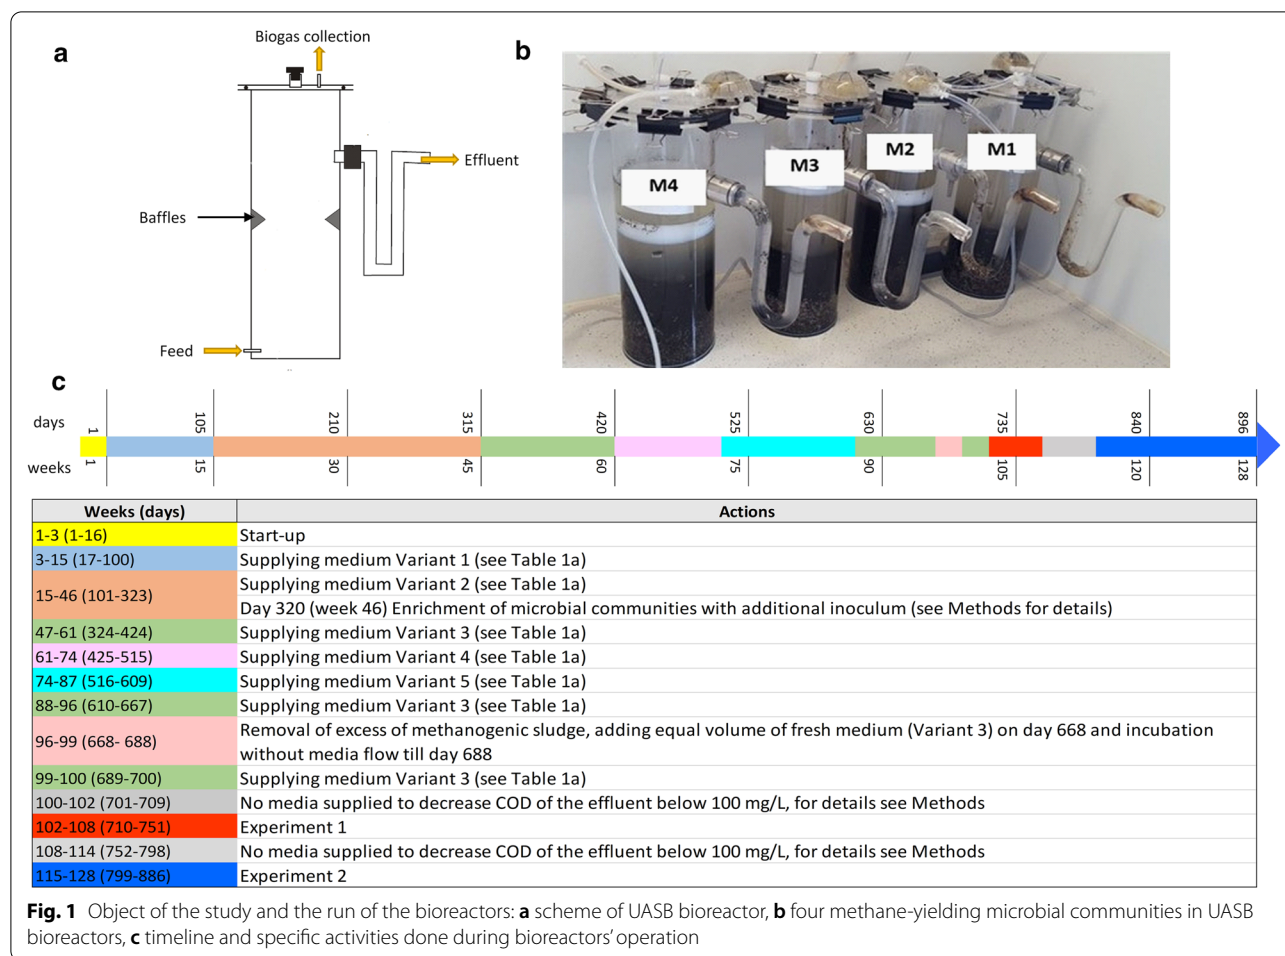 a
Biogas collection
Effluent
Baffles
Feed
b
M4
M3
M2
M1
c
days
1
105
210
315
420
525
630
735
840
896
weeks
1
15
30
45
60
75
90
105
120
128
Weeks (days) Actions
1-3 (1-16) Start-up
3-15 (17-100) Supplying medium Variant 1 (see Table 1a)
15-46 (101-323) Supplying medium Variant 2 (see Table 1a)
Day 320 (week 46) Enrichment of microbial communities with additional inoculum (see Methods for details)
47-61 (324-424) Supplying medium Variant 3 (see Table 1a)
61-74 (425-515) Supplying medium Variant 4 (see Table 1a)
74-87 (516-609) Supplying medium Variant 5 (see Table 1a)
88-96 (610-667) Supplying medium Variant 3 (see Table 1a)
96-99 (668- 688) Removal of excess of methanogenic sludge, adding equal volume of fresh medium (Variant 3) on day 668 and incubation
without media flow till day 688
99-100 (689-700) Supplying medium Variant 3 (see Table 1a)
100-102 (701-709) No media supplied to decrease COD of the effluent below 100 mg/L, for details see Methods
102-108 (710-751) Experiment 1
108-114 (752-798) No media supplied to decrease COD of the effluent below 100 mg/L, for details see Methods
115-128 (799-886) Experiment 2
Fig. 1 Object of the study and the run of the bioreactors: a scheme of UASB bioreactor, b four methane-yielding microbial communities in UASB
bioreactors, c timeline and specific activities done during bioreactors' operation